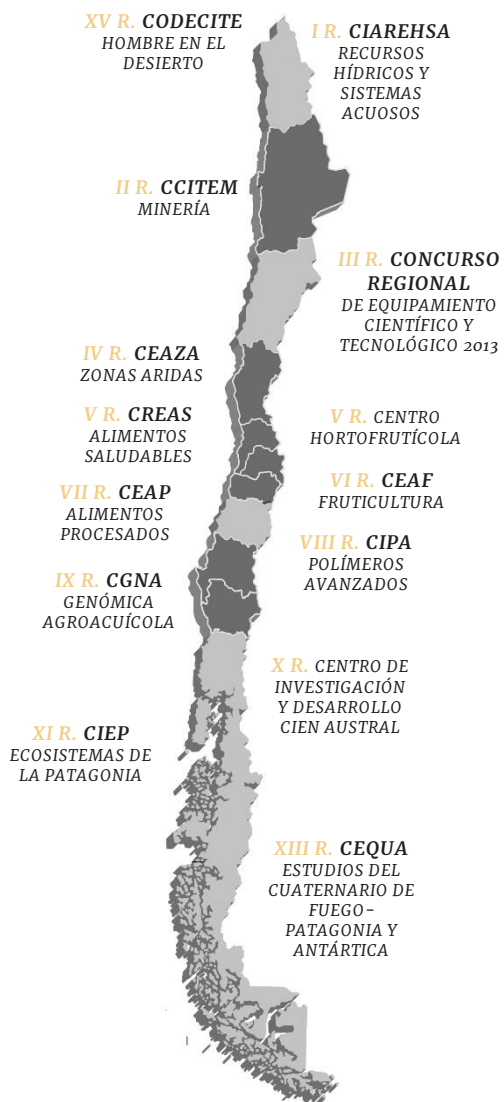 XV R. CODECITE
HOMBRE EN EL
DESIERTO
I R. CIAREHSA
RECURSOS
HÍDRICOS Y
SISTEMAS
ACUOSOS
II R. CCITEM
MINERÍA
III R. CONCURSO
REGIONAL
DE EQUIPAMIENTO
CIENTÍFICO Y
TECNOLÓGICO 2013
IV R. CEAZA
ZONAS ARIDAS
V R. CREAS
ALIMENTOS
SALUDABLES
V R. CENTRO
HORTOFRUTÍCOLA
VII R. CEAP
ALIMENTOS
PROCESADOS
VI R. CEAF
FRUTICULTURA
VIII R. CIPA
POLÍMEROS
AVANZADOS
IX R. CGNA
GENÓMICA
AGROACUÍCOLA
X R. CENTRO DE
INVESTIGACIÓN
Y DESARROLLO
CIEN AUSTRAL
XI R. CIEP
ECOSISTEMAS DE
LA PATAGONIA
XIII R. CEQUA
ESTUDIOS DEL
CUATERNARIO DE
FUEGO-
PATAGONIA Y
ANTÁRTICA